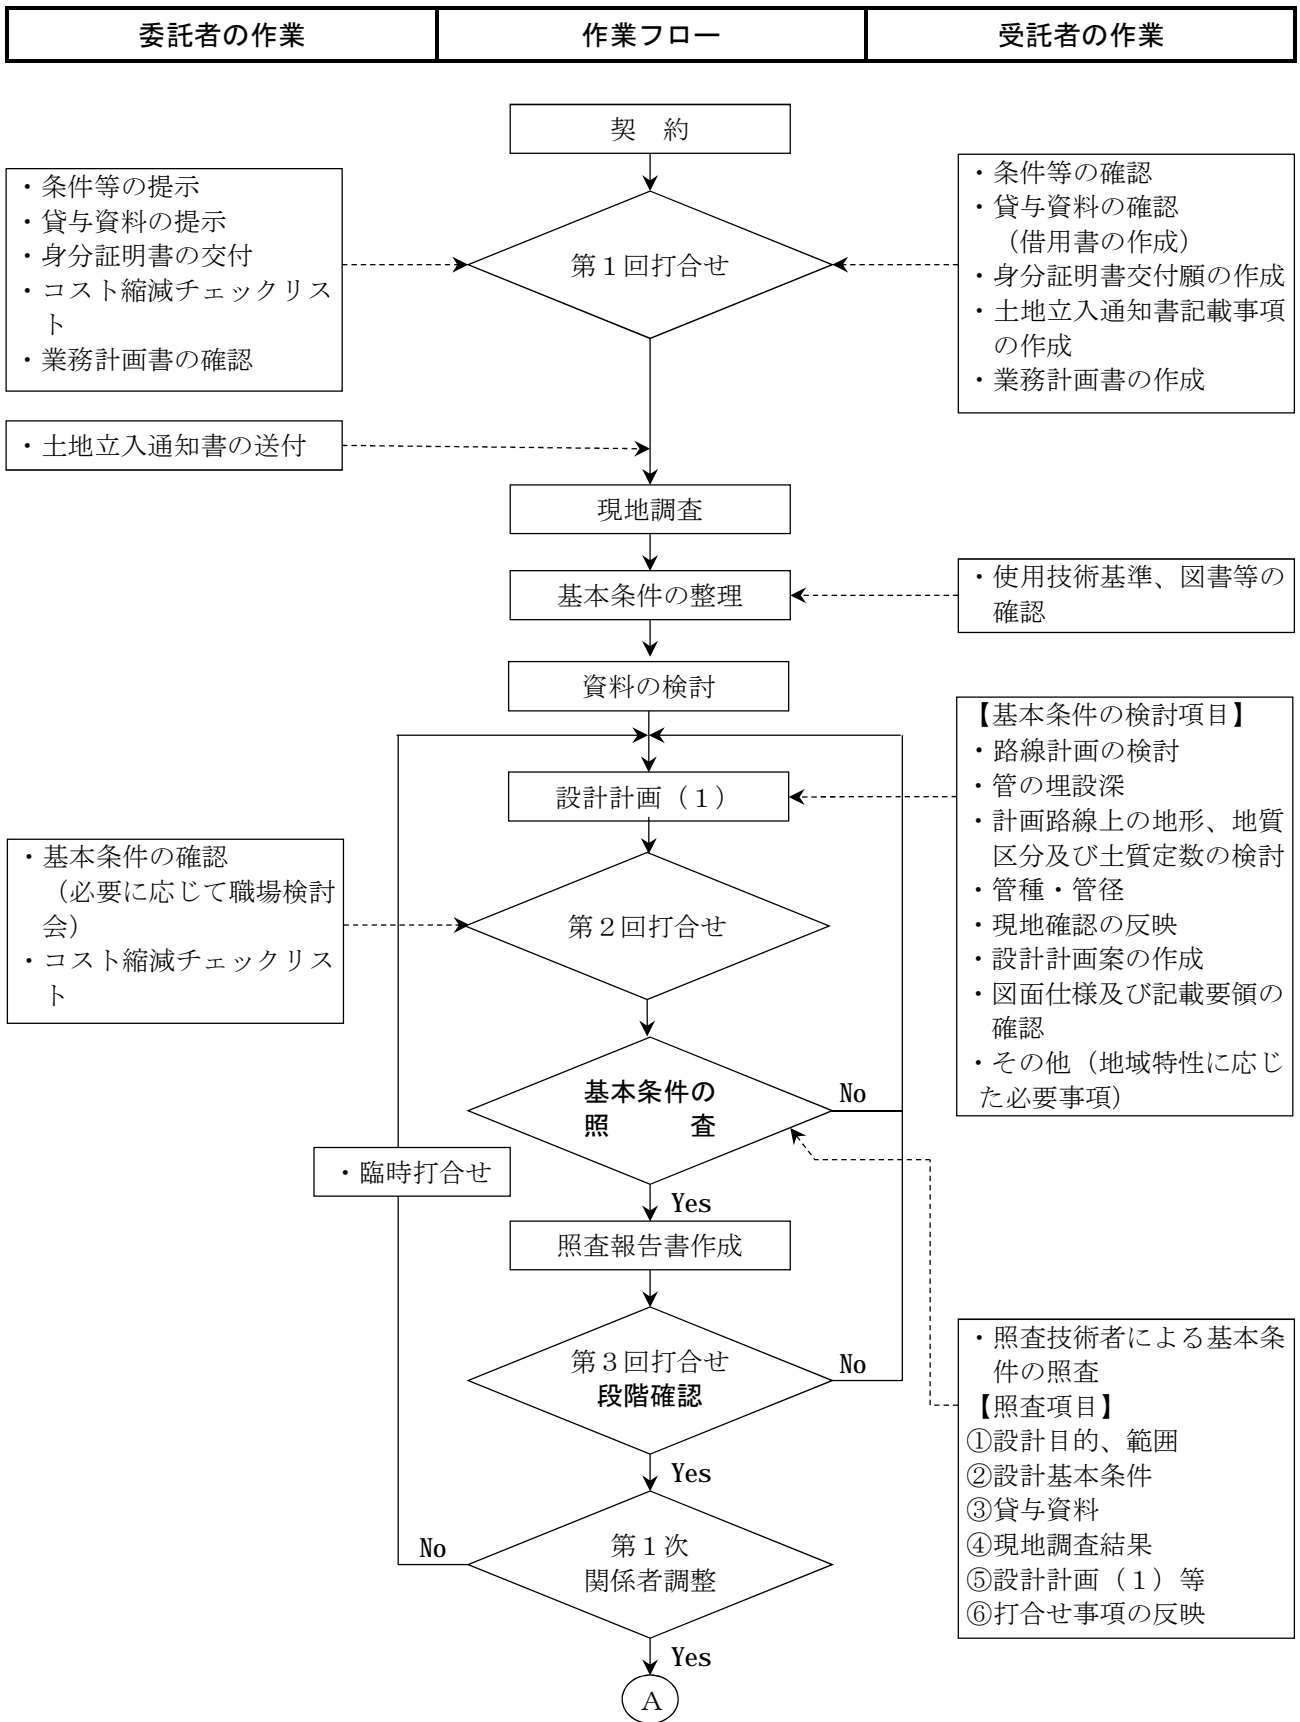 委託者の作業
作業フロー
受託者の作業
契　約
・条件等の提示
・貸与資料の提示
・身分証明書の交付
・コスト縮減チェックリス
ト
・業務計画書の確認
第１回打合せ
・条件等の確認
・貸与資料の確認
（借用書の作成）
・身分証明書交付願の作成
・土地立入通知書記載事項
の作成
・業務計画書の作成
・土地立入通知書の送付
現地調査
基本条件の整理
・使用技術基準、図書等の
確認
資料の検討
設計計画（１）
【基本条件の検討項目】
・路線計画の検討
・管の埋設深
・計画路線上の地形、地質
区分及び土質定数の検討
・管種・管径
・現地確認の反映
・設計計画案の作成
・図面仕様及び記載要領の
確認
・その他（地域特性に応じ
た必要事項）
・基本条件の確認
（必要に応じて職場検討
会）
・コスト縮減チェックリス
ト
第２回打合せ
基本条件の
照　　査
No
・臨時打合せ
Yes
照査報告書作成
第３回打合せ
段階確認
No
・照査技術者による基本条
件の照査
【照査項目】
①設計目的、範囲
②設計基本条件
③貸与資料
④現地調査結果
⑤設計計画（１）等
⑥打合せ事項の反映
Yes
No
第１次
関係者調整
Yes
A